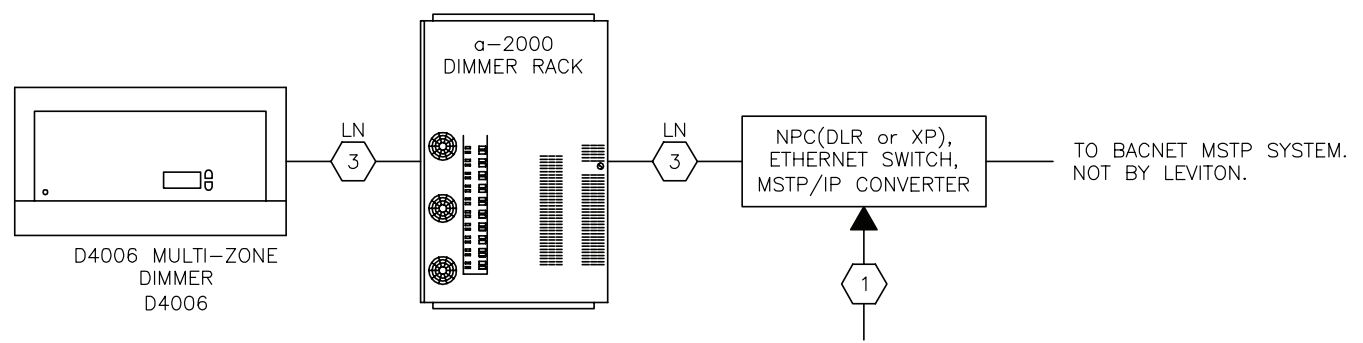 a-2000
DIMMER RACK
LN
3
LN
3
NPC(DLR or XP),
ETHERNET SWITCH,
MSTP/IP CONVERTER
TO BACNET MSTP SYSTEM.
NOT BY LEVITON.
D4006 MULTI-ZONE
DIMMER
D4006
1